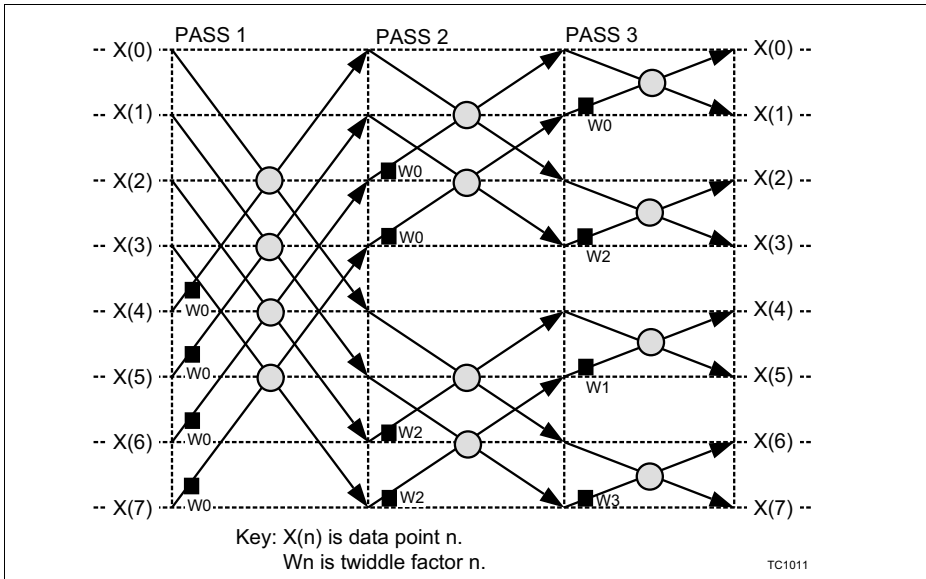 PASS 1 PASS 2 PASS 3
X(0) X(0)
X(1) X(1)
W0
X(2) X(2)
W0
X(3) X(3)
W0 W2
X(4) X(4)
W0
X(5) X(5)
W0 W1
X(6) X(6)
W0 W2
X(7) X(7)
W0 W2 W3
Key: X(n) is data point n.
Wn is twiddle factor n.
TC1011